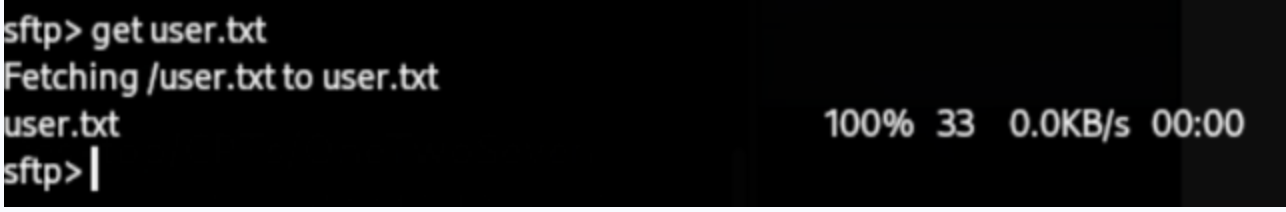 sftp> get user.txt
Fetching /user.txt to user.txt
user.txt 100% 33 0.0KB/s 00:00
sftp>